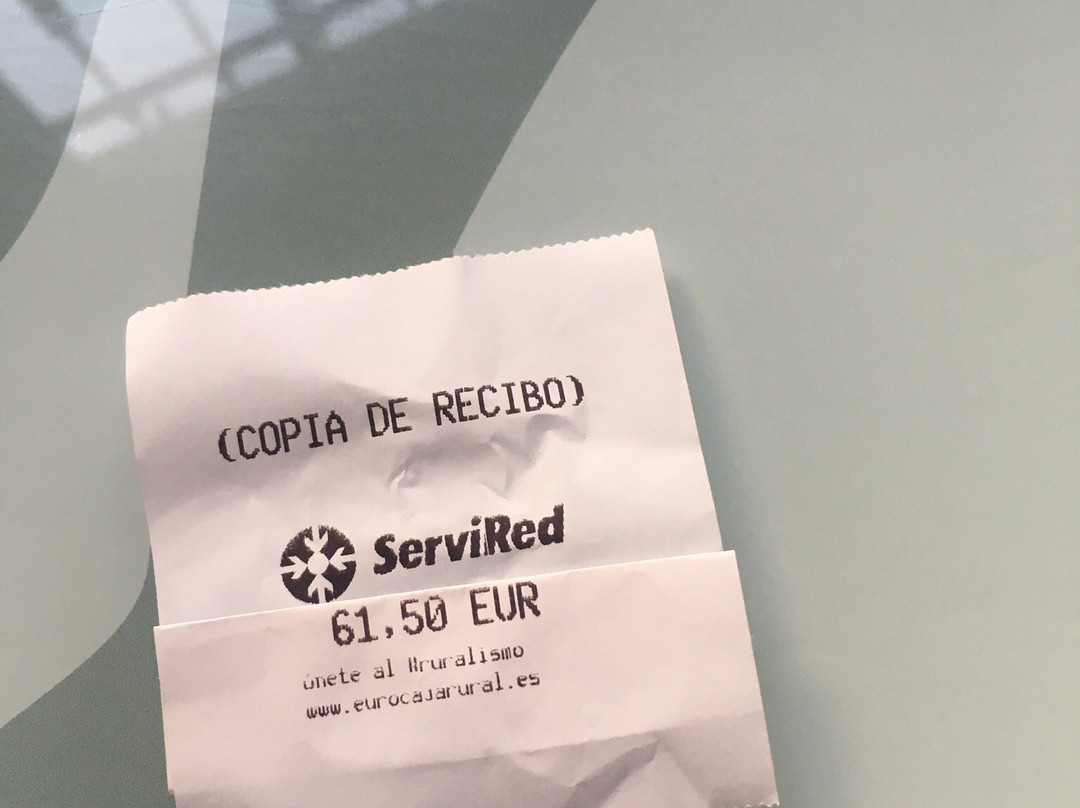 (COPIA DE RECIBO)
ServiRed
61,50 EUR
únete al #ruralismo
www.eurocajarural.es